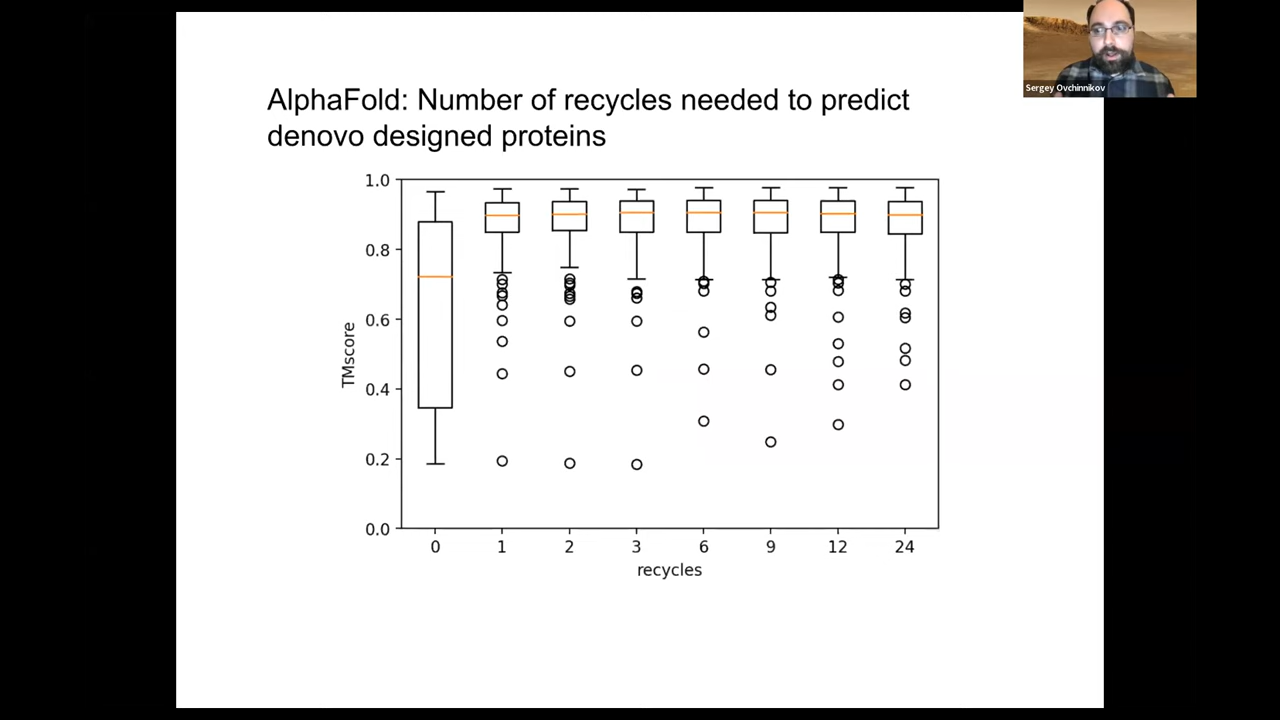 Sergey Ovchinnikov
AlphaFold: Number of recycles needed to predict
denovo designed proteins
1.0
0.8
0.6
0.4
0.2
0.0
TMscore
0 1 2 3 6 9 12 24
recycles